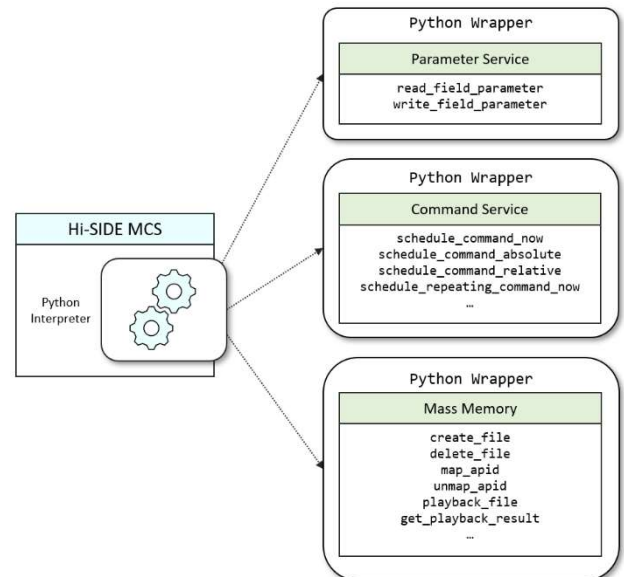 Hi-SIDE MCS
Python
Interpreter
Python Wrapper
Parameter Service
read_field_parameter
write_field_parameter
Python Wrapper
Command Service
schedule_command_now
schedule_command_absolute
schedule_command_relative
schedule_repeating_command_now
…
Python Wrapper
Mass Memory
create_file
delete_file
map_apid
unmap_apid
playback_file
get_playback_result
…